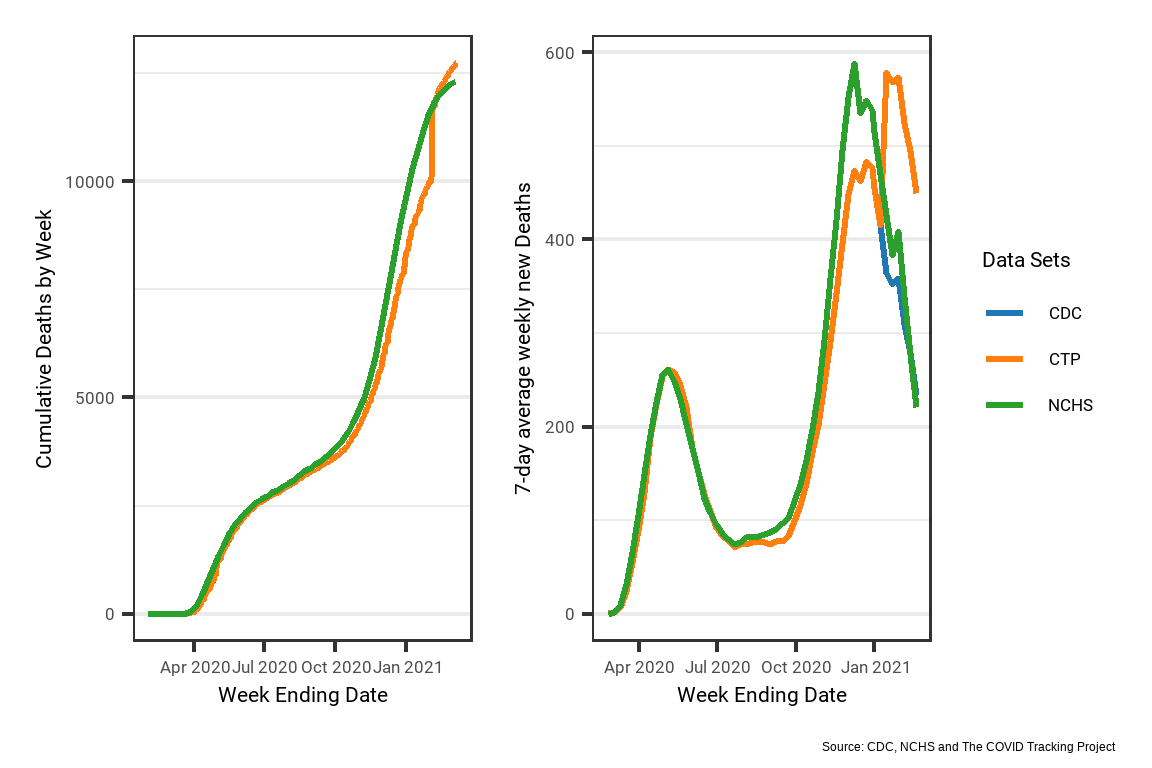 Cumulative Deaths by Week
10000
5000
0
Apr 2020 Jul 2020 Oct 2020 Jan 2021
Week Ending Date
7-day average weekly new Deaths
600
400
200
0
Apr 2020 Jul 2020 Oct 2020 Jan 2021
Week Ending Date
Data Sets
CDC
CTP
NCHS
Source: CDC, NCHS and The COVID Tracking Project